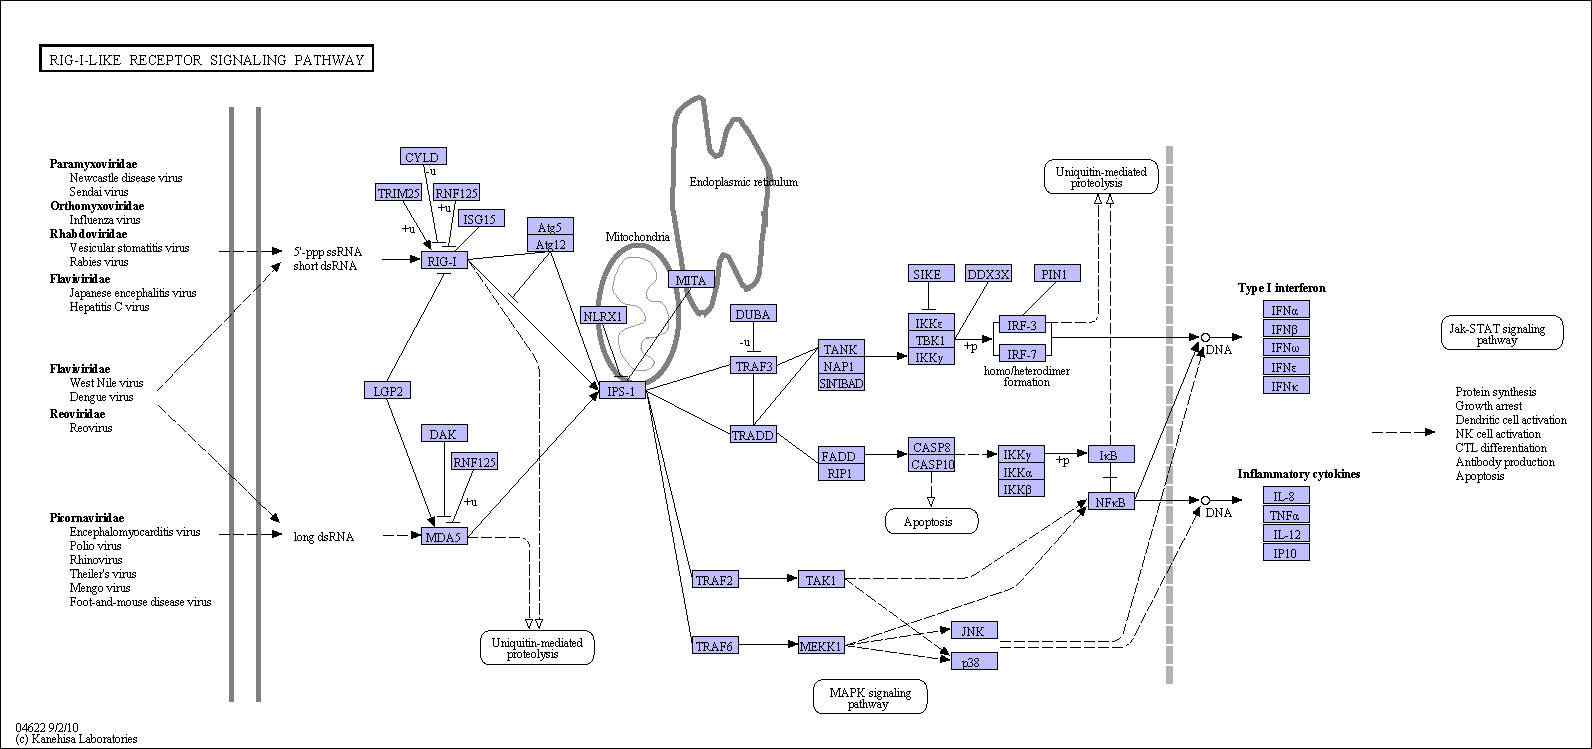 RIG-I-LIKE RECEPTOR SIGNALING PATHWAY
Paramyxoviridae
Newcastle disease virus
Sendai virus
Orthomyxoviridae
Influenza virus
Rhabdoviridae
Vesicular stomatitis virus
Rabies virus
Flaviviridae
Japanese encephalitis virus
Hepatitis C virus
Flaviviridae
West Nile virus
Dengue virus
Reoviridae
Reovirus
Picornaviridae
Encephalomyocarditis virus
Polio virus
Rhinovirus
Theiler's virus
Mengo virus
Foot-and-mouse disease virus
5'-ppp ssRNA
short dsRNA
long dsRNA
CYLD
-u
TRIM25
RNF125
+u
+u
ISG15
RIG-I
Atg5
Atg12
LGP2
DAK
RNF125
+u
MDA5
Uniquitin-mediated
proteolysis
Mitochondria
Endoplasmic reticulum
MITA
NLRX1
IPS-1
DUBA
-u
TRAF3
TRADD
TANK
NAP1
SINTBAD
FADD
RIP1
TRAF2
TAK1
TRAF6
MEKK1
MAPK signaling
pathway
SIKE
DDX3X
PIN1
IKKε
TBK1
IKKγ
+p
IRF-3
IRF-7
homo/heterodimer
formation
Uniquitin-mediated
proteolysis
CASP8
CASP10
Apoptosis
IKKγ
IKKα
IKKβ
+p
IκB
NFκB
JNK
p38
DNA
DNA
Type I interferon
IFNα
IFNβ
IFNω
IFNε
IFNκ
Inflammatory cytokines
IL-8
TNFα
IL-12
IP10
Jak-STAT signaling
pathway
Protein synthesis
Growth arrest
Dendritic cell activation
NK cell activation
CTL differentiation
Antibody production
Apoptosis
04622 9/2/10
(c) Kanehisa Laboratories